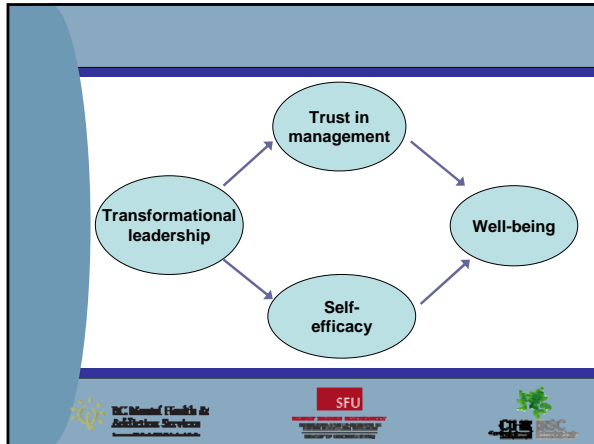 Trust in
management
Transformational
leadership
Well-being
Self-
efficacy
BC Mental Health &
Addiction Services
SFU